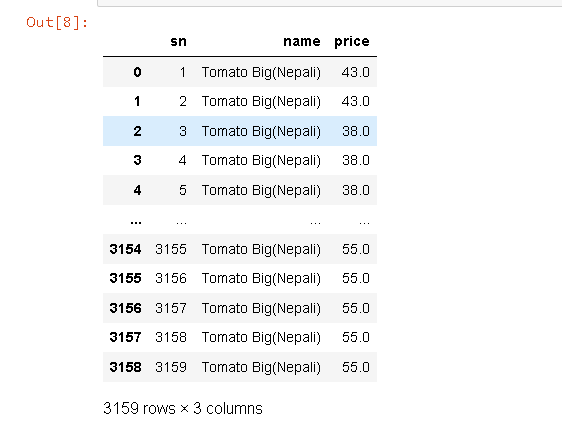 Out[8]:
sn name price
0 1 Tomato Big(Nepali) 43.0
1 2 Tomato Big(Nepali) 43.0
2 3 Tomato Big(Nepali) 38.0
3 4 Tomato Big(Nepali) 38.0
4 5 Tomato Big(Nepali) 38.0
... ... ... ...
3154 3155 Tomato Big(Nepali) 55.0
3155 3156 Tomato Big(Nepali) 55.0
3156 3157 Tomato Big(Nepali) 55.0
3157 3158 Tomato Big(Nepali) 55.0
3158 3159 Tomato Big(Nepali) 55.0
3159 rows × 3 columns